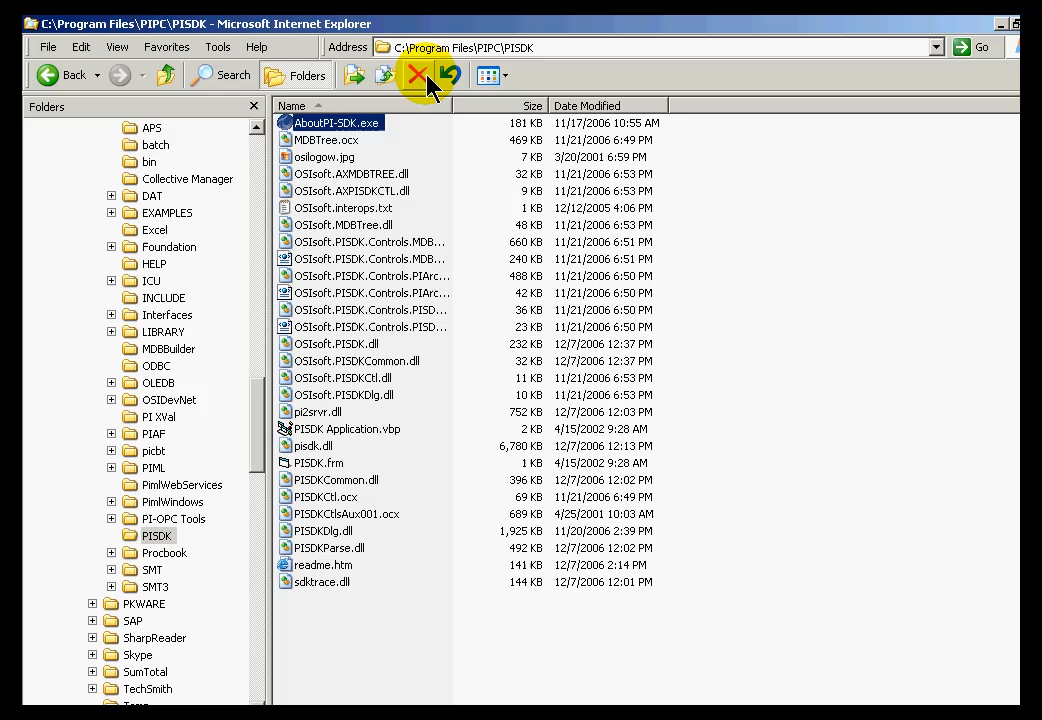 C:\Program Files\PIPC\PISDK - Microsoft Internet Explorer
File Edit View Favorites Tools Help Address C:\Program Files\PIPC\PISDK Go
Back Search Folders
Folders
APS
batch
bin
Collective Manager
DAT
EXAMPLES
Excel
Foundation
HELP
ICU
INCLUDE
Interfaces
LIBRARY
MDBBuilder
ODBC
OLEDB
OSIDevNet
PI XVal
PIAF
picbt
PIML
PimlWebServices
PimlWindows
PI-OPC Tools
PISDK
Procbook
SMT
SMT3
PKWARE
SAP
SharpReader
Skype
SumTotal
TechSmith
Name Size Date Modified
AboutPI-SDK.exe 181 KB 11/17/2006 10:55 AM
MDBTree.ocx 469 KB 11/21/2006 6:49 PM
osilogow.jpg 7 KB 3/20/2001 6:59 PM
OSIsoft.AXMDBTREE.dll 32 KB 11/21/2006 6:53 PM
OSIsoft.AXPISDKCTL.dll 9 KB 11/21/2006 6:53 PM
OSIsoft.interops.txt 1 KB 12/12/2005 4:06 PM
OSIsoft.MDBTree.dll 48 KB 11/21/2006 6:53 PM
OSIsoft.PISDK.Controls.MDB... 660 KB 11/21/2006 6:51 PM
OSIsoft.PISDK.Controls.MDB... 240 KB 11/21/2006 6:51 PM
OSIsoft.PISDK.Controls.PIArc... 488 KB 11/21/2006 6:50 PM
OSIsoft.PISDK.Controls.PIArc... 42 KB 11/21/2006 6:50 PM
OSIsoft.PISDK.Controls.PISD... 36 KB 11/21/2006 6:50 PM
OSIsoft.PISDK.Controls.PISD... 23 KB 11/21/2006 6:50 PM
OSIsoft.PISDK.dll 232 KB 12/7/2006 12:37 PM
OSIsoft.PISDKCommon.dll 32 KB 12/7/2006 12:37 PM
OSIsoft.PISDKCtl.dll 11 KB 11/21/2006 6:53 PM
OSIsoft.PISDKDlg.dll 10 KB 11/21/2006 6:53 PM
pi2srvr.dll 752 KB 12/7/2006 12:03 PM
PISDK Application.vbp 2 KB 4/15/2002 9:28 AM
pisdk.dll 6,780 KB 12/7/2006 12:13 PM
PISDK.frm 1 KB 4/15/2002 9:28 AM
PISDKCommon.dll 396 KB 12/7/2006 12:02 PM
PISDKCtl.ocx 69 KB 11/21/2006 6:49 PM
PISDKCtlsAux001.ocx 689 KB 4/25/2001 10:03 AM
PISDKDlg.dll 1,925 KB 11/20/2006 2:39 PM
PISDKParse.dll 492 KB 12/7/2006 12:02 PM
readme.htm 141 KB 12/7/2006 2:14 PM
sdktrace.dll 144 KB 12/7/2006 12:01 PM